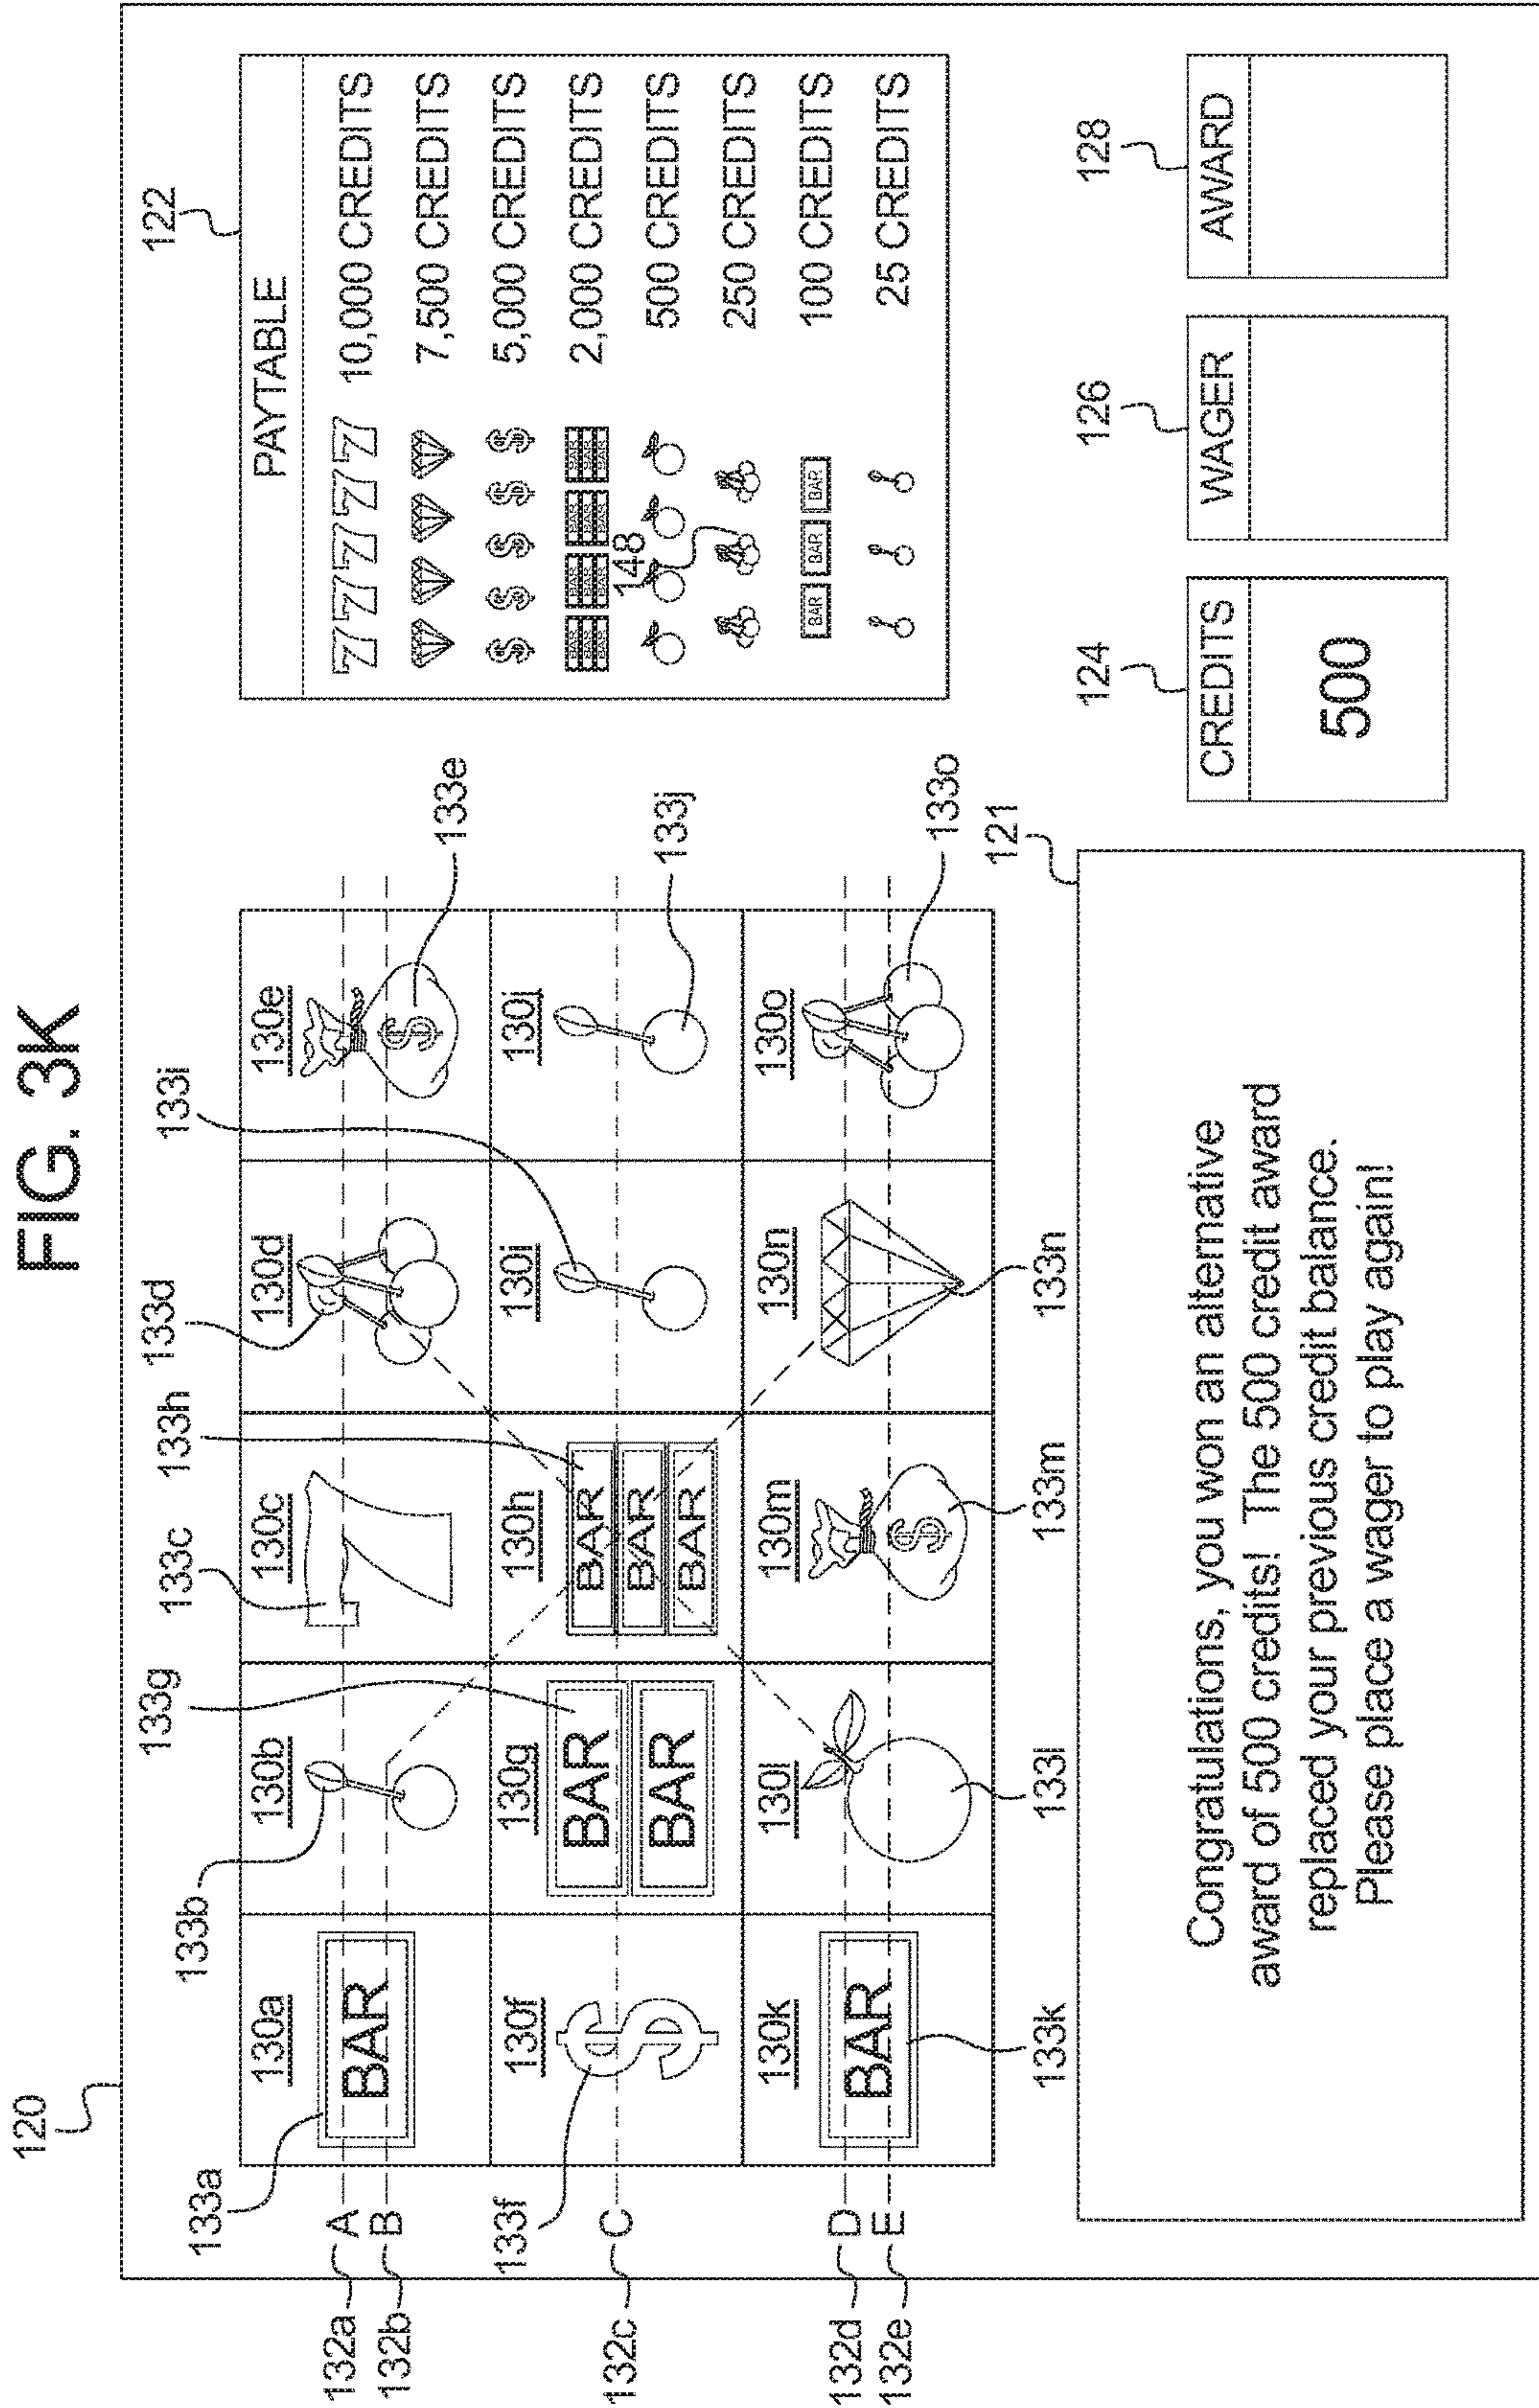 FIG. 3K
120
133a
133b
133g
133c
133h
133d
133i
122
132a
A
132b
B
132c
C
132d
D
132e
E
130a
BAR
130b
130c
130d
130e
$
133e
133f
130f
130g
BAR
BAR
130h
BAR
BAR
BAR
130i
130j
133j
130k
BAR
130l
130m
$
130n
130o
133o
133k
133l
133m
133n
PAYTABLE
77777 10,000 CREDITS
7,500 CREDITS
$ $ $ $ $ 5,000 CREDITS
2,000 CREDITS
148
500 CREDITS
250 CREDITS
BAR BAR BAR 100 CREDITS
25 CREDITS
121
Congratulations, you won an alternative
award of 500 credits! The 500 credit award
replaced your previous credit balance.
Please place a wager to play again!
124
CREDITS
500
126
WAGER
128
AWARD